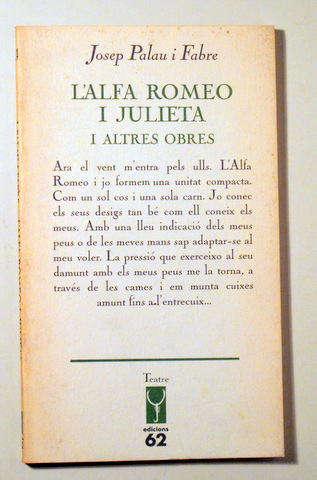 Josep Palau i Fabre
L'ALFA ROMEO
I JULIETA
I ALTRES OBRES
Ara el vent m'entra pels ulls. L'Alfa
Romeo i jo formem una unitat compacta.
Com un sol cos i una sola carn. Jo conec
els seus desigs tan bé com ell coneix els
meus. Amb una lleu indicació dels meus
peus o de les meves mans sap adaptar-se al
meu voler. La pressió que exerceixo al seu
damunt amb els meus peus me la torna, a
través de les cames i em munta cuixes
amunt fins a l'entrecuix...
Teatre
edicions
62